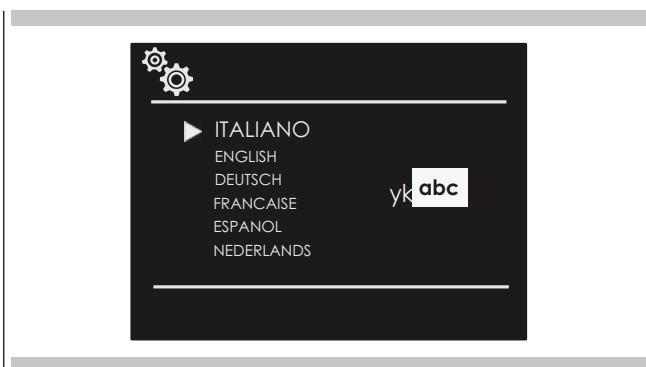 ITALIANO
ENGLISH
DEUTSCH
FRANCAISE
ESPANOL
NEDERLANDS
yk abc